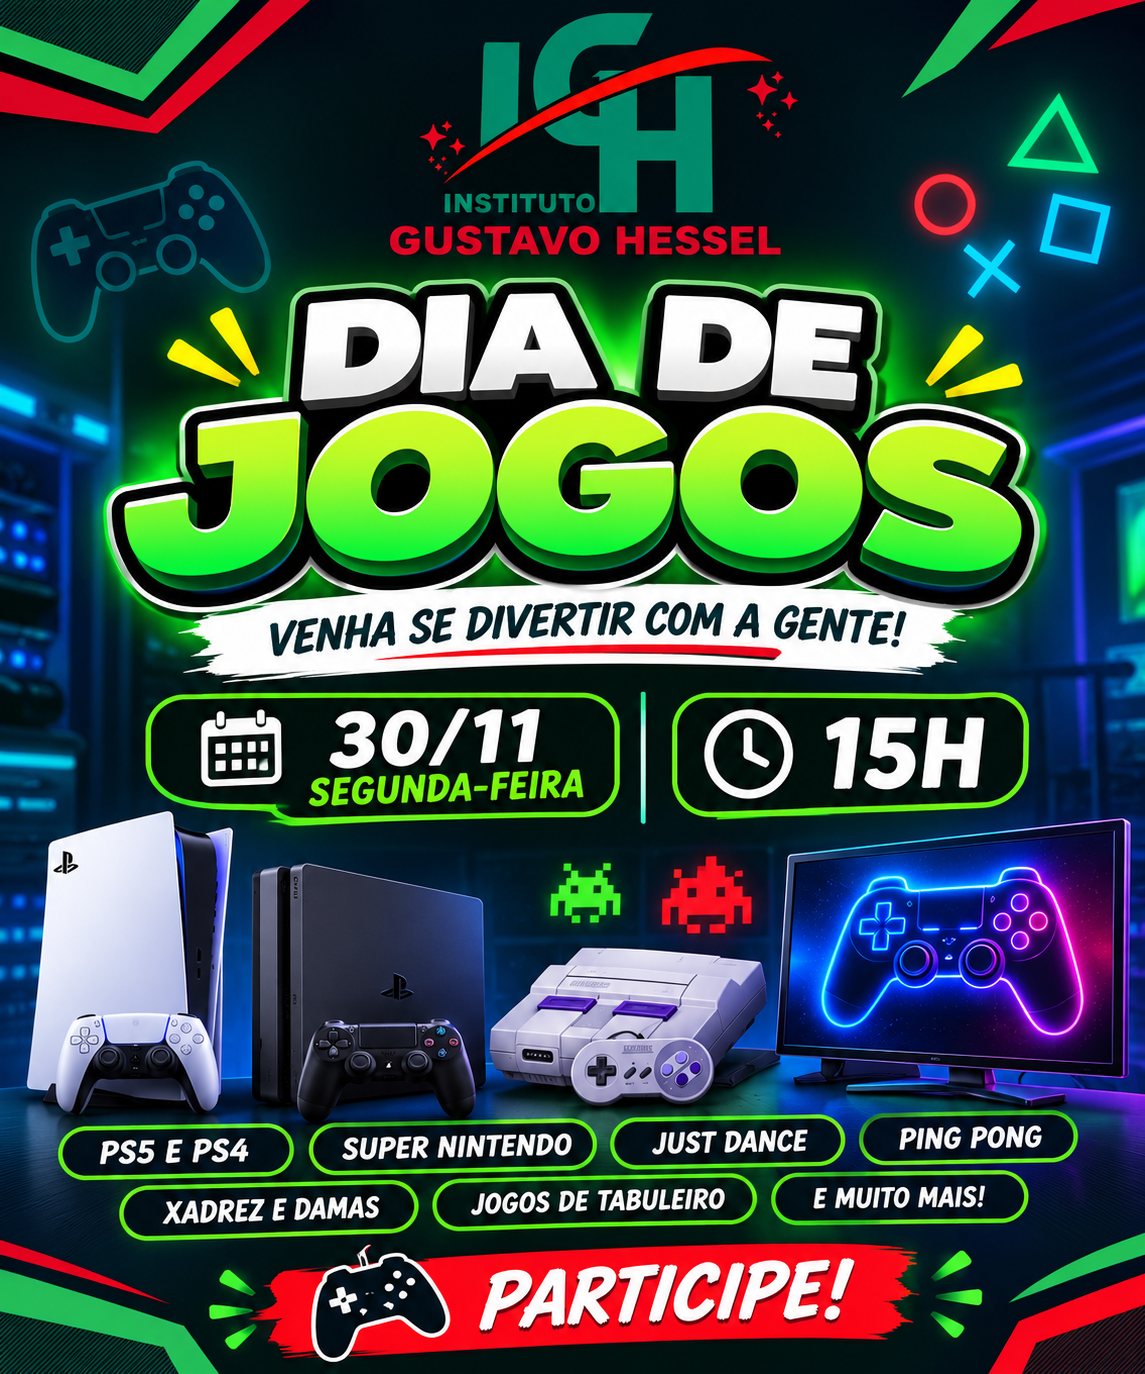 IGH
INSTITUTO
GUSTAVO HESSEL
DIA DE
JOGOS
VENHA SE DIVERTIR COM A GENTE!
30/11
SEGUNDA-FEIRA
15H
PS5 E PS4
SUPER NINTENDO
JUST DANCE
PING PONG
XADREZ E DAMAS
JOGOS DE TABULEIRO
E MUITO MAIS!
PARTICIPE!